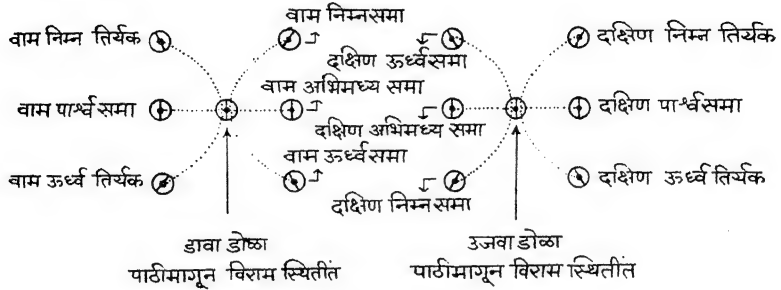 वाम निम्न तिर्यक
वाम निम्नसमा
दक्षिण ऊर्ध्वसमा
दक्षिण निम्न तिर्यक
वाम पार्श्वसमा
वाम अभिमध्य समा
दक्षिण अभिमध्य समा
दक्षिण पार्श्वसमा
वाम ऊर्ध्व तिर्यक
वाम ऊर्ध्वसमा
दक्षिण निम्नसमा
दक्षिण ऊर्ध्व तिर्यक
डावा डोळा
पाठीमागून विराम स्थितीत
उजवा डोळा
पाठीमागून विराम स्थितींत